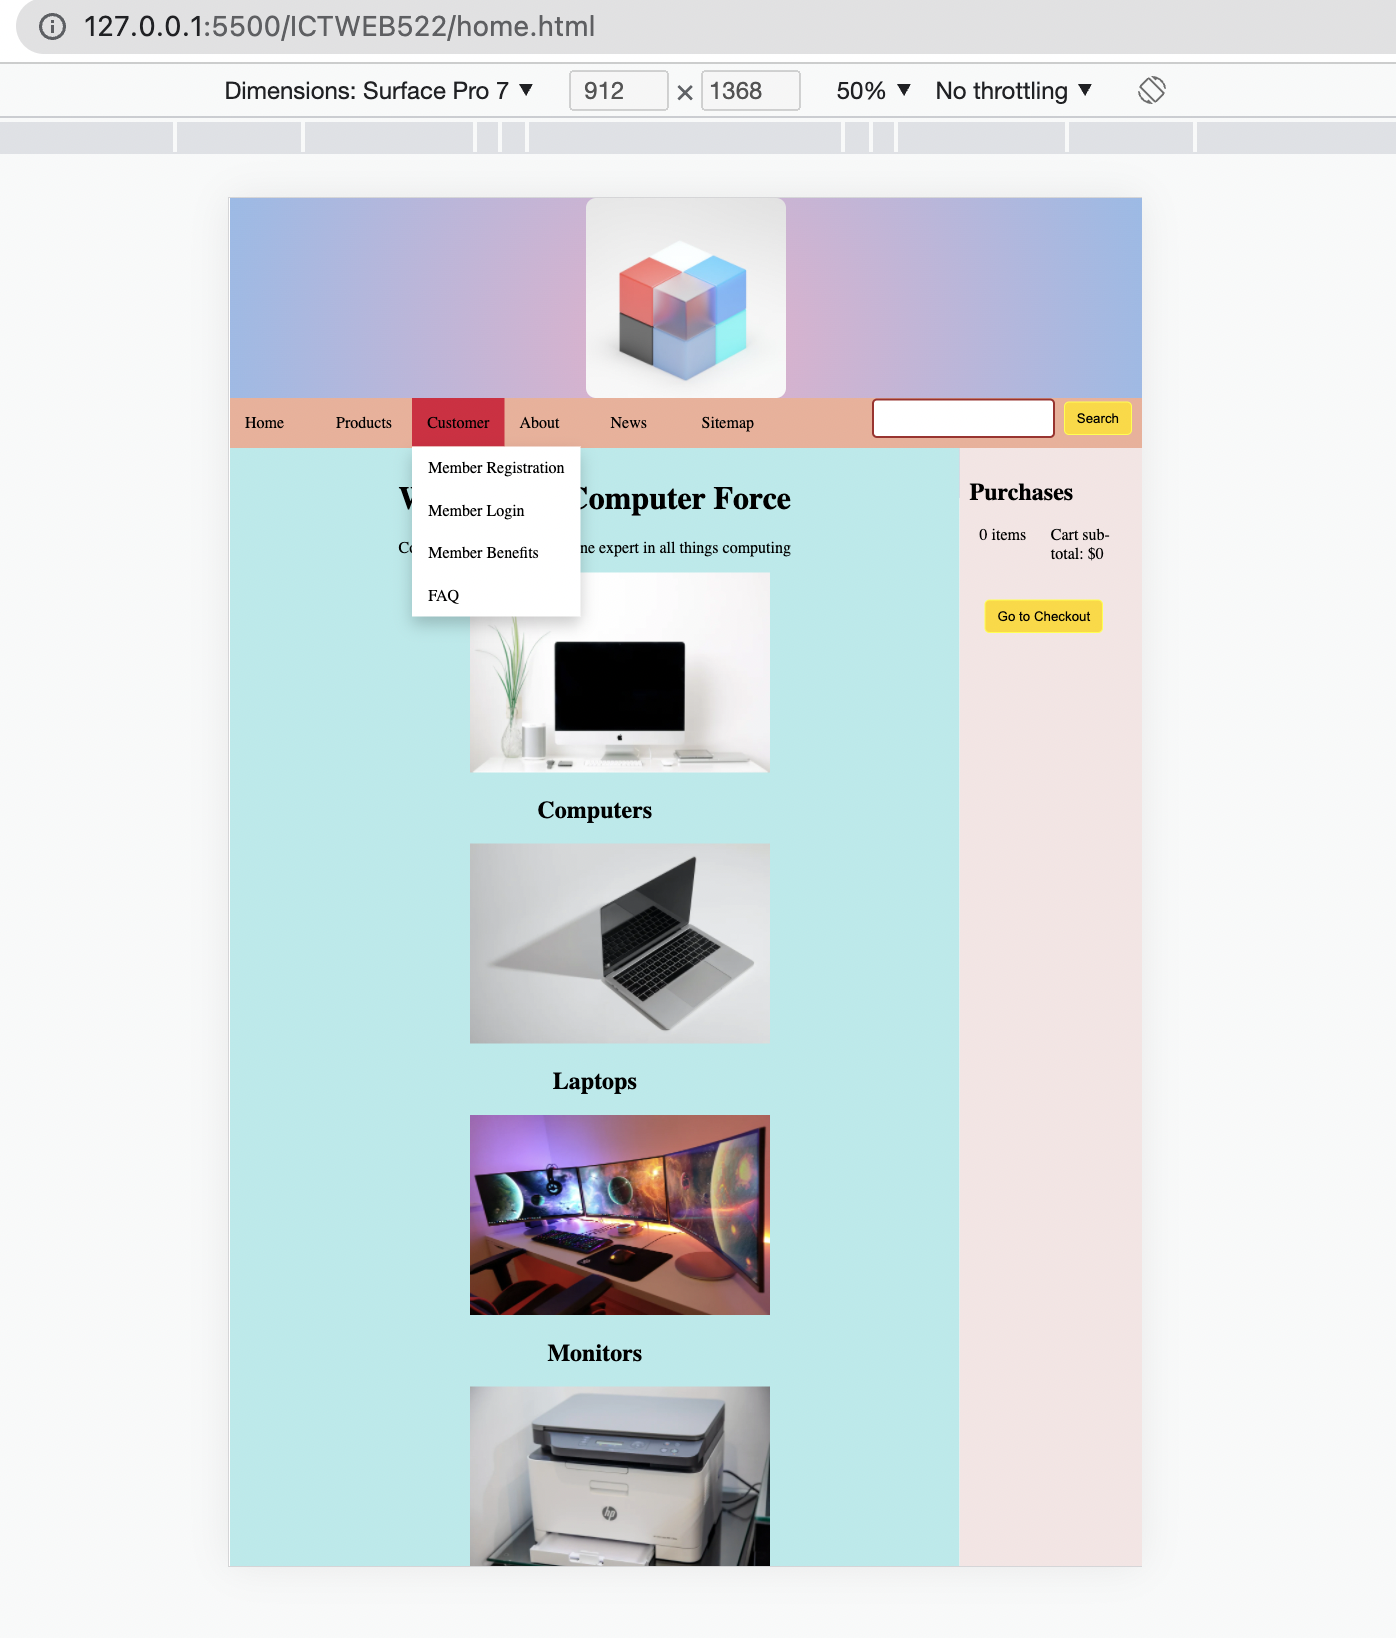 127.0.0.1:5500/ICTWEB522/home.html
Dimensions: Surface Pro 7 ▼ 912 × 1368 50% ▼ No throttling ▼
Home Products Customer About News Sitemap Search
Member Registration
Member Login
Member Benefits
FAQ
Computer Force
expert in all things computing
Purchases
0 items
Cart sub-
total: $0
Go to Checkout
Computers
Laptops
Monitors
hp